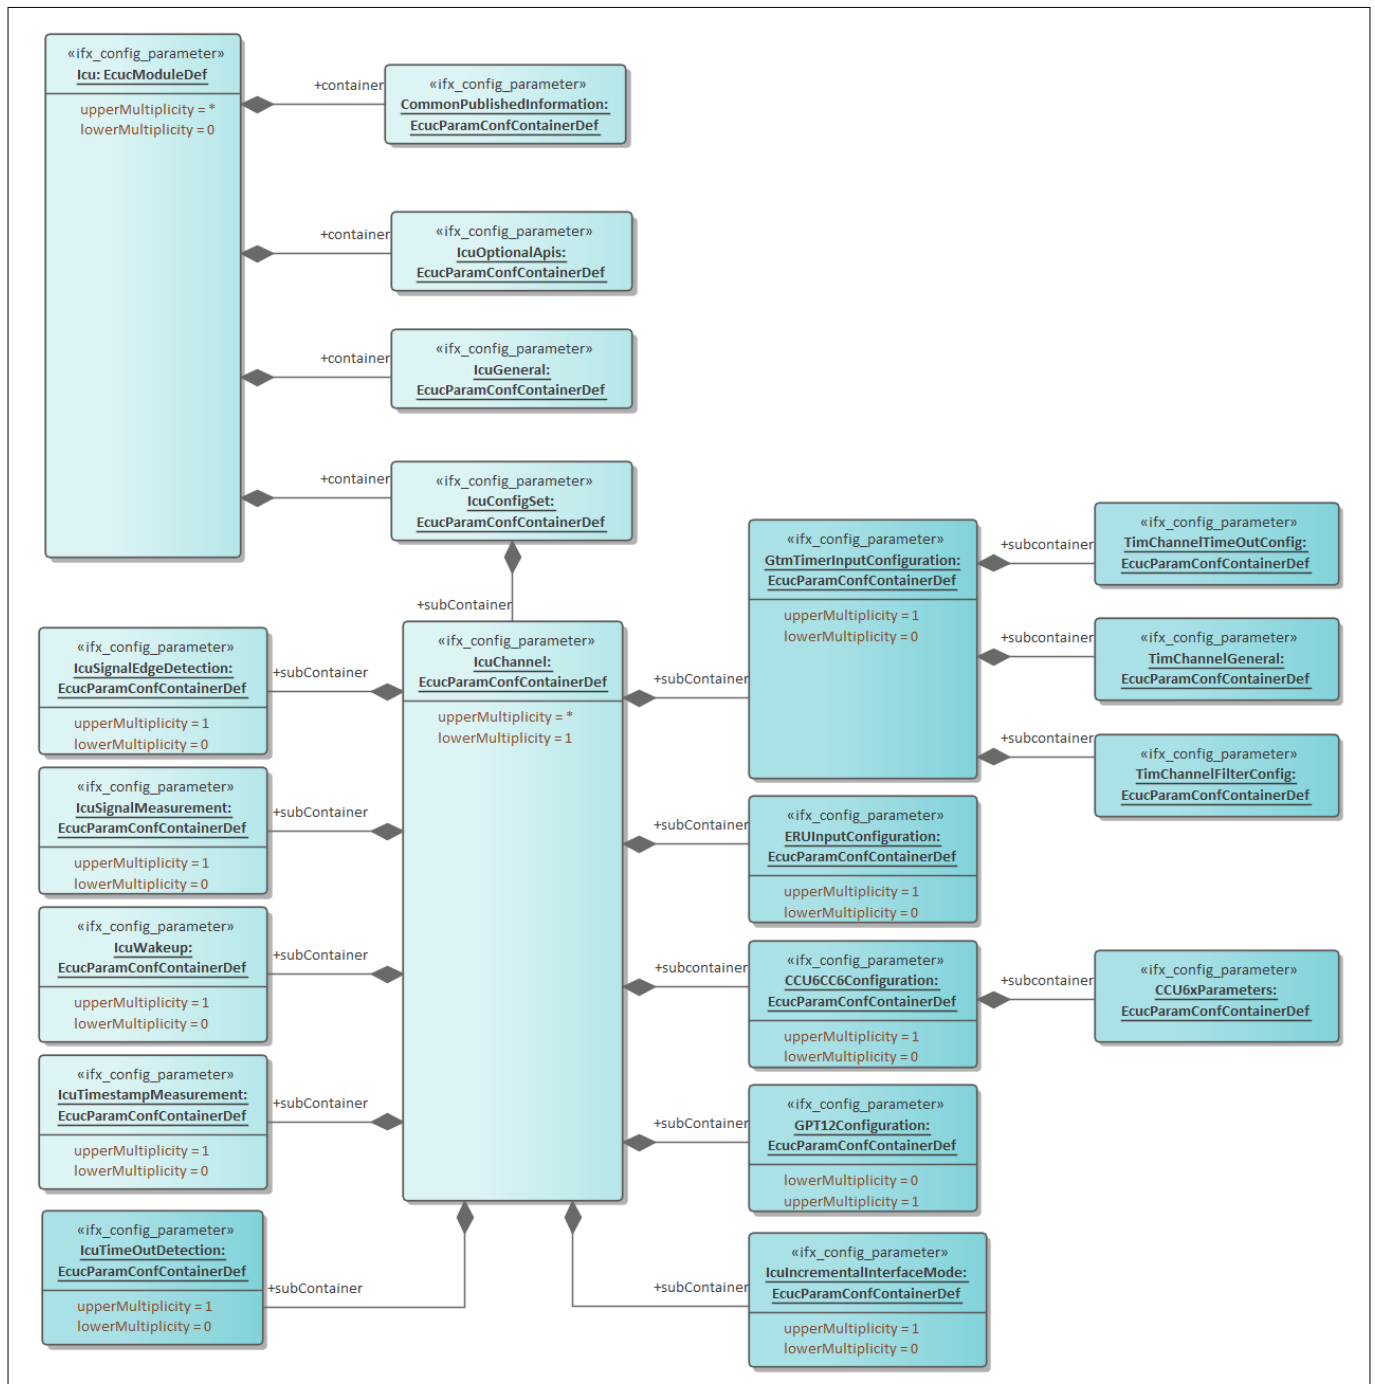 «ifx_config_parameter»
Icu: EcucModuleDef
upperMultiplicity = *
lowerMultiplicity = 0
+container
«ifx_config_parameter»
CommonPublishedInformation:
EcucParamConfContainerDef
+container
«ifx_config_parameter»
IcuOptionalApis:
EcucParamConfContainerDef
+container
«ifx_config_parameter»
IcuGeneral:
EcucParamConfContainerDef
+container
«ifx_config_parameter»
IcuConfigSet:
EcucParamConfContainerDef
+subContainer
«ifx_config_parameter»
IcuChannel:
EcucParamConfContainerDef
upperMultiplicity = *
lowerMultiplicity = 1
«ifx_config_parameter»
IcuSignalEdgeDetection:
EcucParamConfContainerDef
upperMultiplicity = 1
lowerMultiplicity = 0
+subContainer
«ifx_config_parameter»
IcuSignalMeasurement:
EcucParamConfContainerDef
upperMultiplicity = 1
lowerMultiplicity = 0
+subContainer
«ifx_config_parameter»
IcuWakeup:
EcucParamConfContainerDef
upperMultiplicity = 1
lowerMultiplicity = 0
+subContainer
«ifx_config_parameter»
IcuTimestampMeasurement:
EcucParamConfContainerDef
upperMultiplicity = 1
lowerMultiplicity = 0
+subContainer
«ifx_config_parameter»
IcuTimeOutDetection:
EcucParamConfContainerDef
upperMultiplicity = 1
lowerMultiplicity = 0
+subContainer
+subContainer
«ifx_config_parameter»
GtmTimerInputConfiguration:
EcucParamConfContainerDef
upperMultiplicity = 1
lowerMultiplicity = 0
+subcontainer
«ifx_config_parameter»
TimChannelTimeOutConfig:
EcucParamConfContainerDef
+subcontainer
«ifx_config_parameter»
TimChannelGeneral:
EcucParamConfContainerDef
+subcontainer
«ifx_config_parameter»
TimChannelFilterConfig:
EcucParamConfContainerDef
+subContainer
«ifx_config_parameter»
ERUInputConfiguration:
EcucParamConfContainerDef
upperMultiplicity = 1
lowerMultiplicity = 0
+subcontainer
«ifx_config_parameter»
CCU6CC6Configuration:
EcucParamConfContainerDef
upperMultiplicity = 1
lowerMultiplicity = 0
+subcontainer
«ifx_config_parameter»
CCU6xParameters:
EcucParamConfContainerDef
+subContainer
«ifx_config_parameter»
GPT12Configuration:
EcucParamConfContainerDef
lowerMultiplicity = 0
upperMultiplicity = 1
+subContainer
«ifx_config_parameter»
IcuIncrementalInterfaceMode:
EcucParamConfContainerDef
upperMultiplicity = 1
lowerMultiplicity = 0